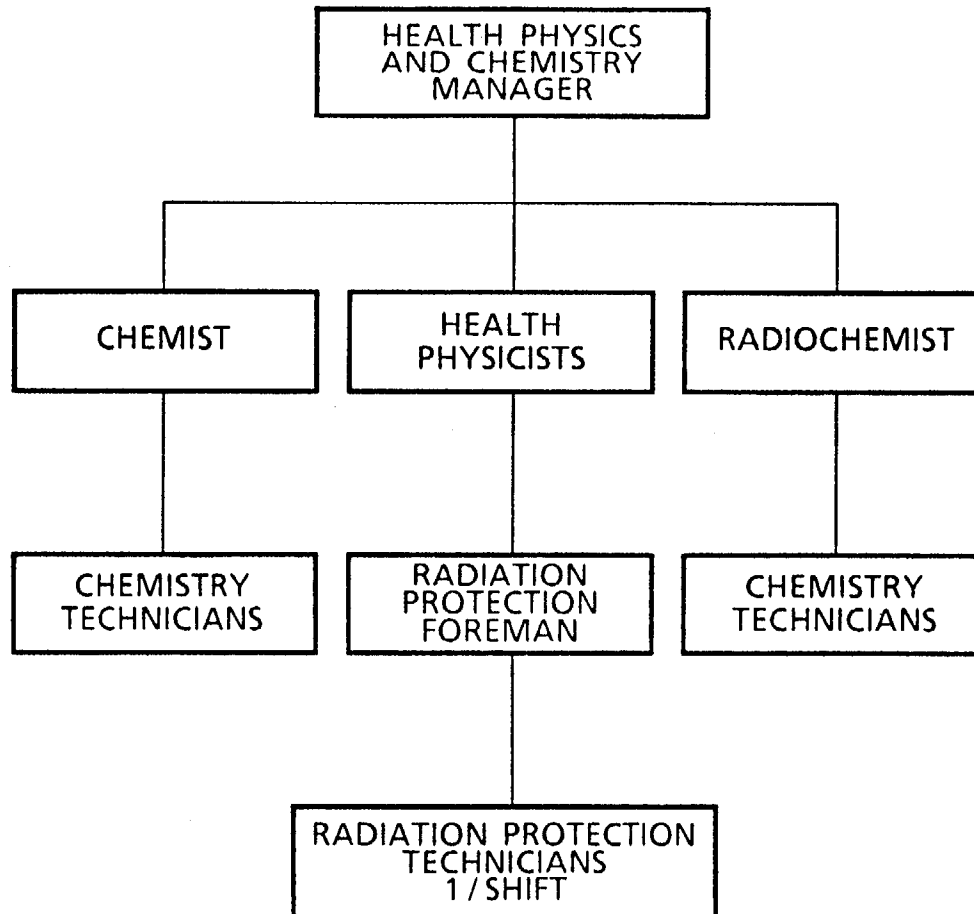 HEALTH PHYSICS
AND CHEMISTRY
MANAGER
CHEMIST
HEALTH
PHYSICISTS
RADIOCHEMIST
CHEMISTRY
TECHNICIANS
RADIATION
PROTECTION
FOREMAN
CHEMISTRY
TECHNICIANS
RADIATION PROTECTION
TECHNICIANS
1/SHIFT